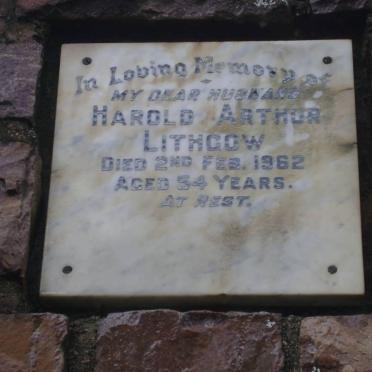 In Loving Memory of
MY DEAR HUSBAND
HAROLD ARTHUR
LITHGOW
DIED 2ND FEB. 1962
AGED 54 YEARS.
AT REST.